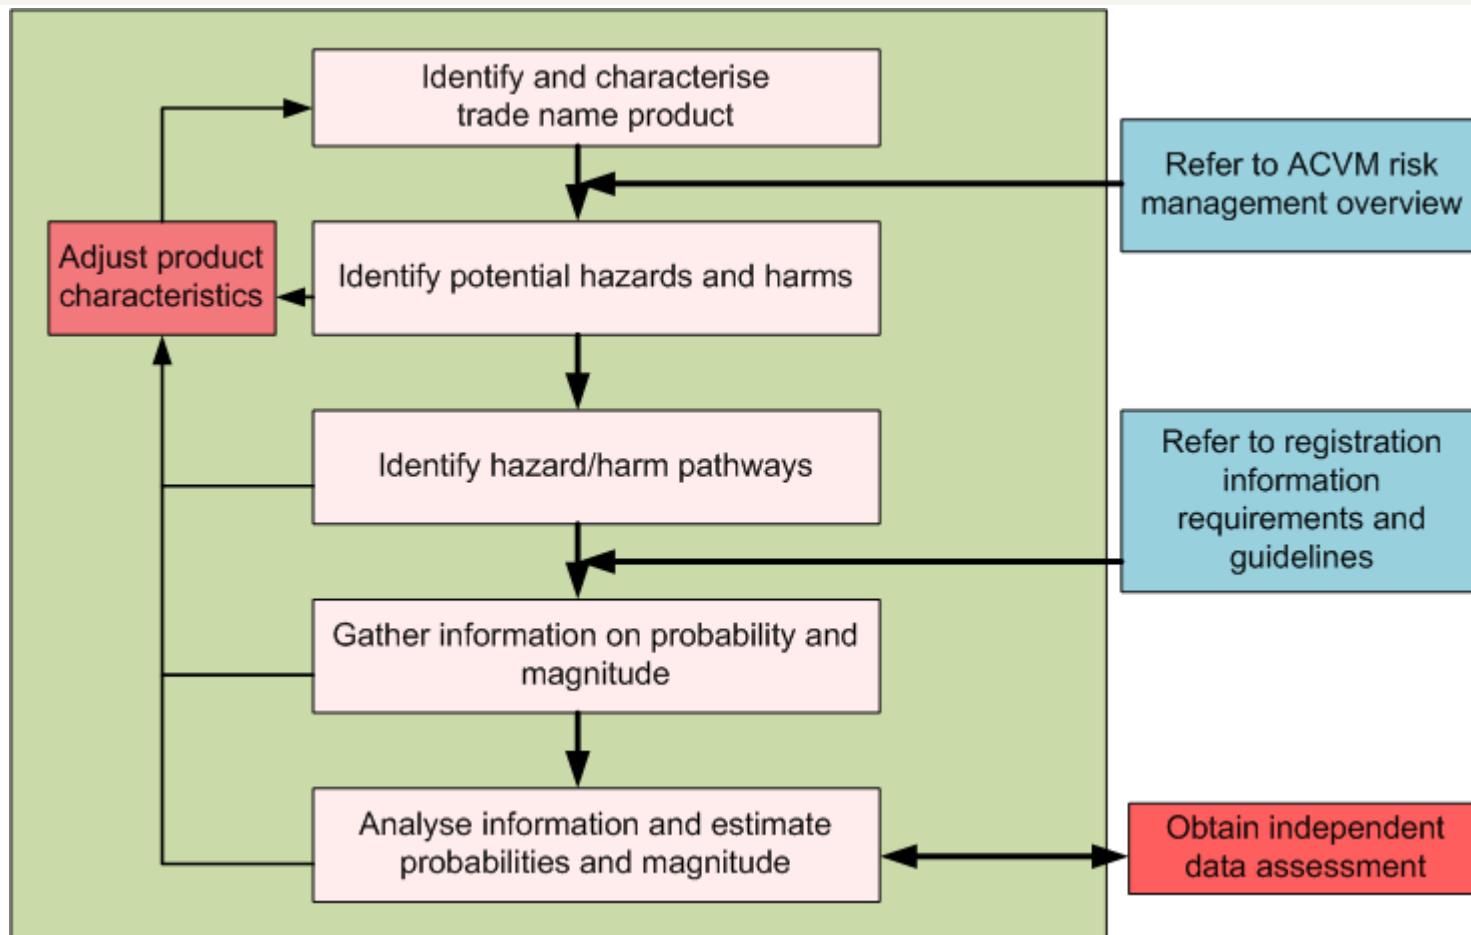 Identify and characterise
trade name product
Refer to ACVM risk
management overview
Adjust product
characteristics
Identify potential hazards and harms
Identify hazard/harm pathways
Refer to registration
information
requirements and
guidelines
Gather information on probability and
magnitude
Analyse information and estimate
probabilities and magnitude
Obtain independent
data assessment